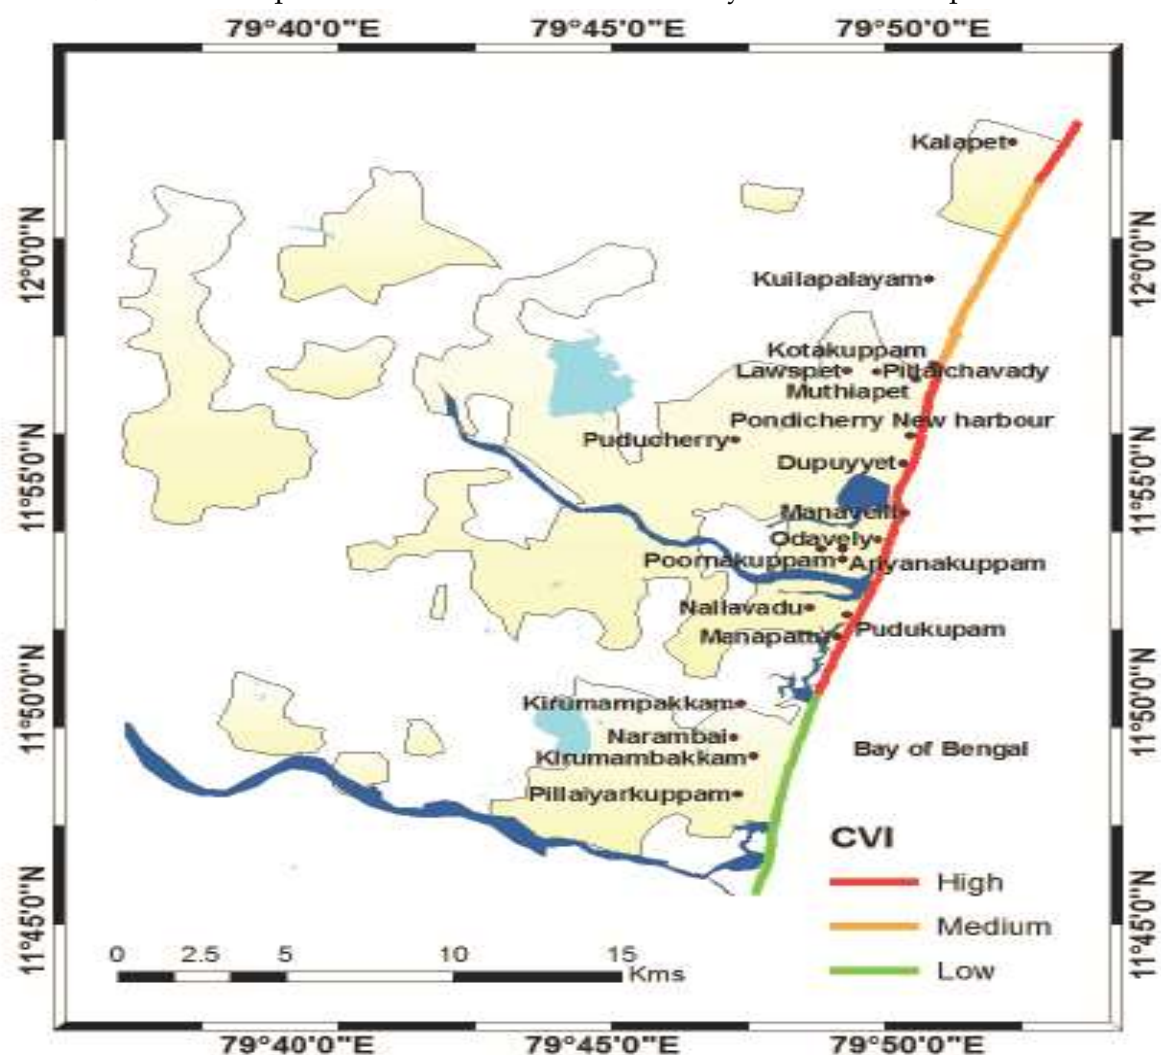 79°40'0"E 79°45'0"E 79°50'0"E
Kalapet
12°0'0"N 12°0'0"N
Kuilapalayam
Kotakuppam
Lawspet Pillaichavady
Muthiapet
Pondicherry New harbour
Puducherry
Dupuyyet
11°55'0"N 11°55'0"N
Manavelli
Odavely
Poornakuppam Ariyanakuppam
Nallavadu
Pudukupam
Manapattu
11°50'0"N 11°50'0"N
Kirumampakkam
Narambai
Bay of Bengal
Kirumambakkam
Pillaiyarkuppam
CVI
High
Medium
Low
11°45'0"N 11°45'0"N
0 2.5 5 10 15
Kms
79°40'0"E 79°45'0"E 79°50'0"E